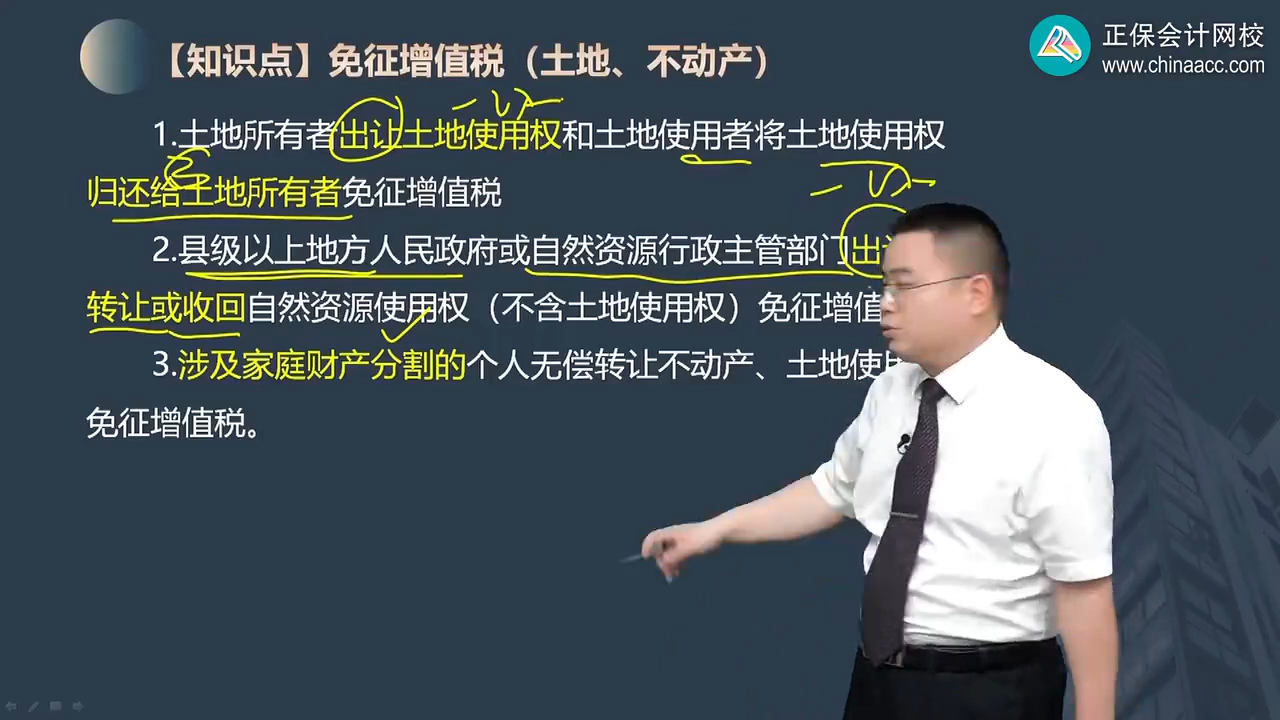 【知识点】免征增值税（土地、不动产）
正保会计网校
www.chinaacc.com
1.土地所有者出让土地使用权和土地使用者将土地使用权
归还给土地所有者免征增值税
2.县级以上地方人民政府或自然资源行政主管部门出
转让或收回自然资源使用权（不含土地使用权）免征增值
3.涉及家庭财产分割的个人无偿转让不动产、土地使
免征增值税。